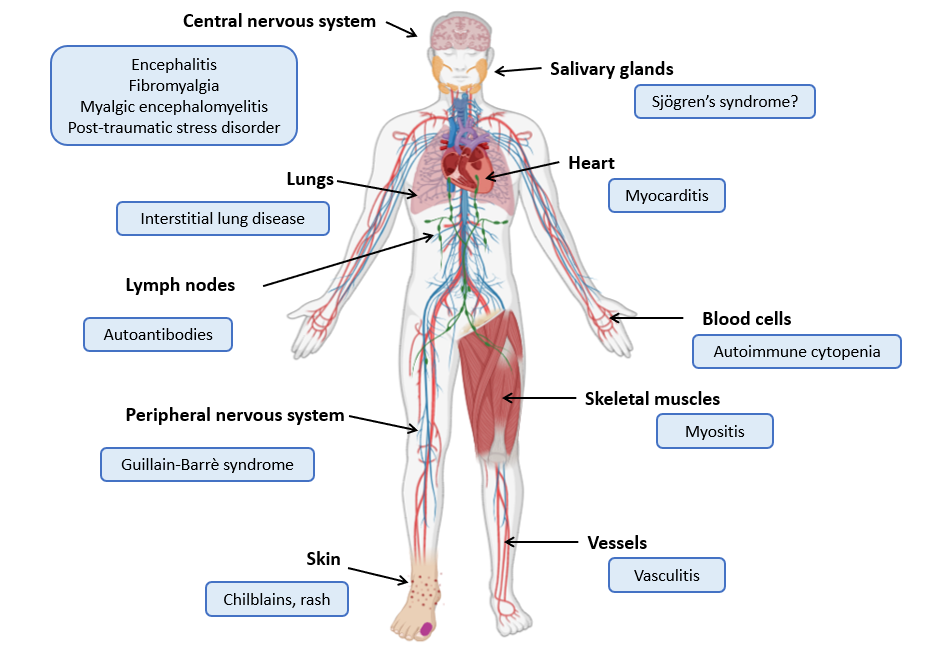 Central nervous system
Encephalitis
Fibromyalgia
Myalgic encephalomyelitis
Post-traumatic stress disorder
Salivary glands
Sjögren's syndrome?
Heart
Myocarditis
Lungs
Interstitial lung disease
Lymph nodes
Autoantibodies
Blood cells
Autoimmune cytopenia
Skeletal muscles
Myositis
Peripheral nervous system
Guillain-Barrè syndrome
Vessels
Vasculitis
Skin
Chilblains, rash